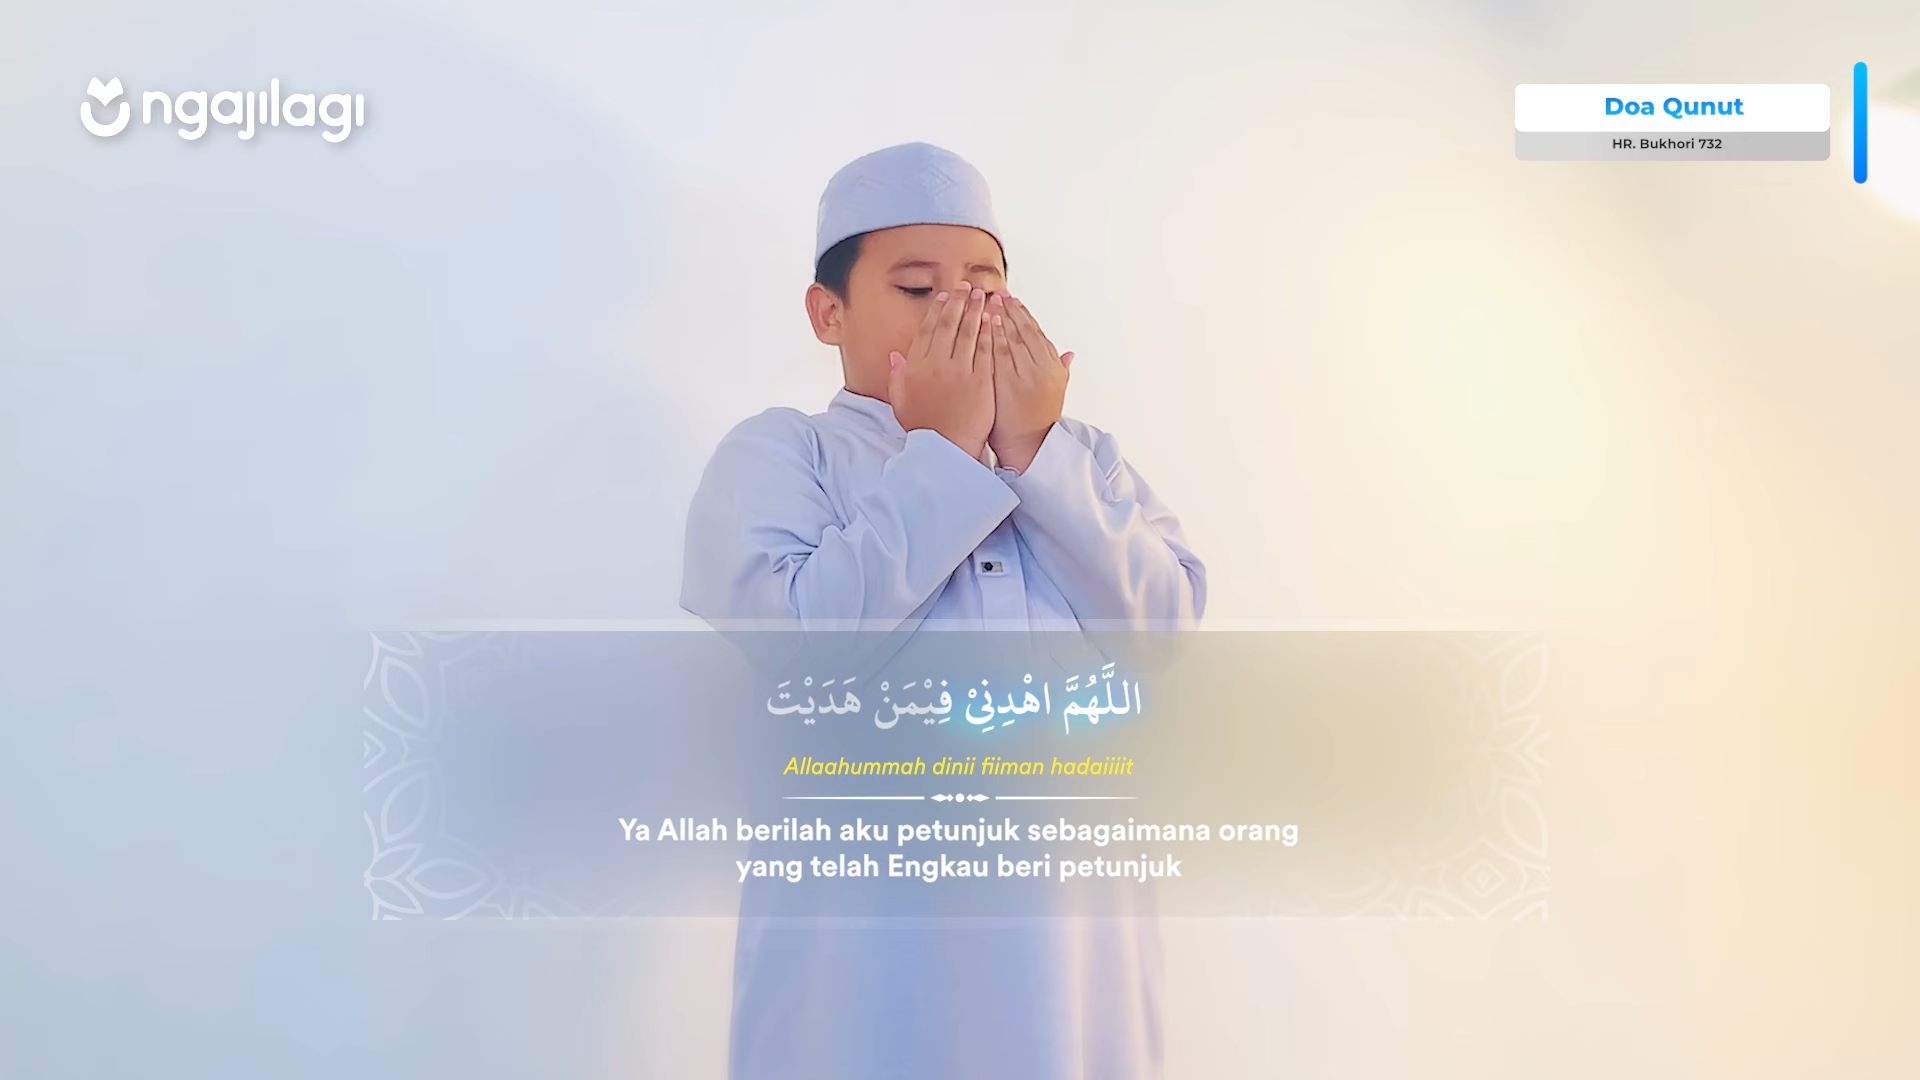 ngajilagi
Doa Qunut
HR. Bukhori 732
اللَّهُمَّ اهْدِنِيْ فِيْمَنْ هَدَيْتَ
Allaahummah dinii fiiman hadaiiiit
Ya Allah berilah aku petunjuk sebagaimana orang
yang telah Engkau beri petunjuk